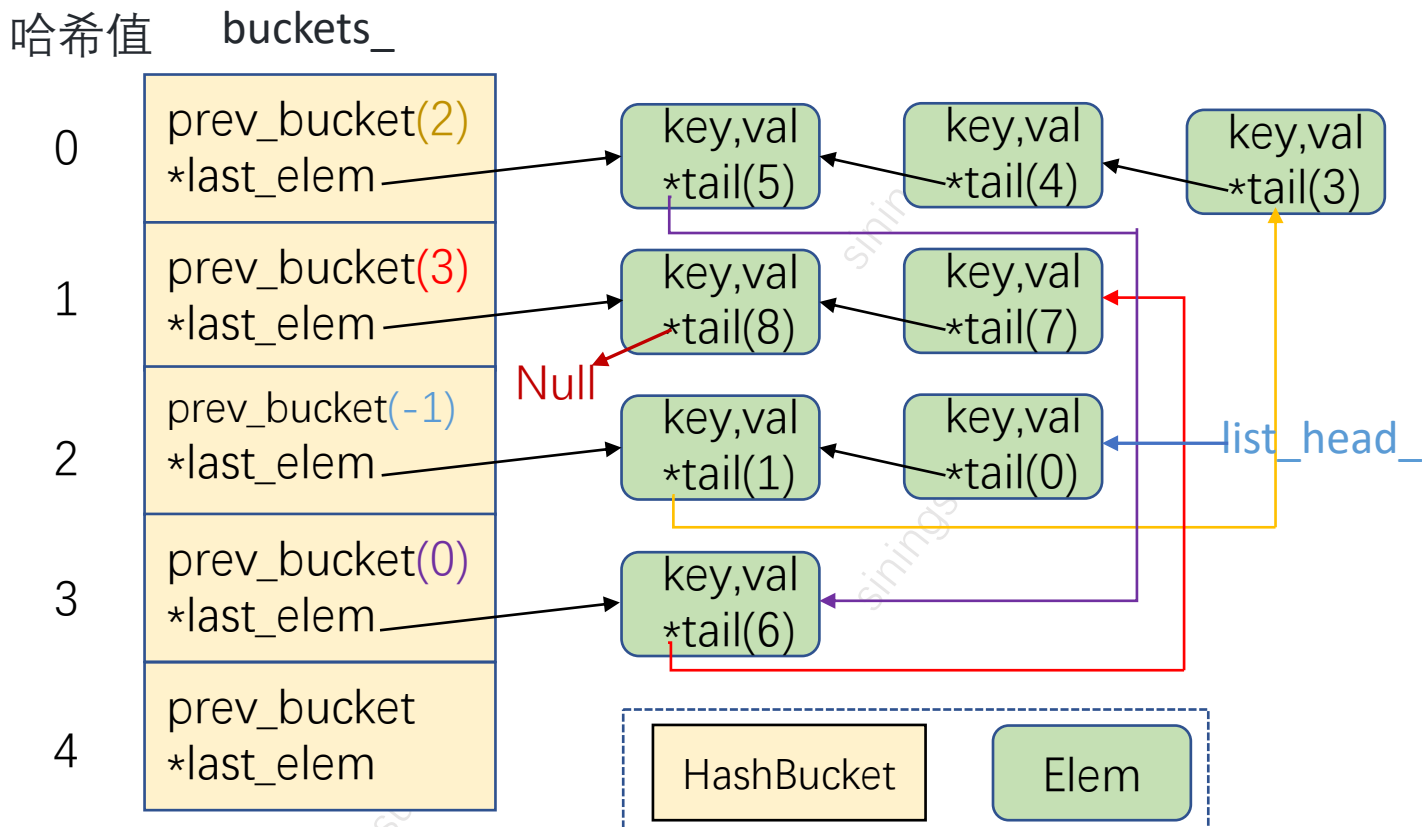 哈希值 buckets_
0
prev_bucket(2)
*last_elem
key,val
*tail(5)
key,val
*tail(4)
key,val
*tail(3)
1
prev_bucket(3)
*last_elem
key,val
*tail(8)
key,val
*tail(7)
Null
2
prev_bucket(-1)
*last_elem
key,val
*tail(1)
key,val
*tail(0)
list_head_
3
prev_bucket(0)
*last_elem
key,val
*tail(6)
4
prev_bucket
*last_elem
HashBucket
Elem